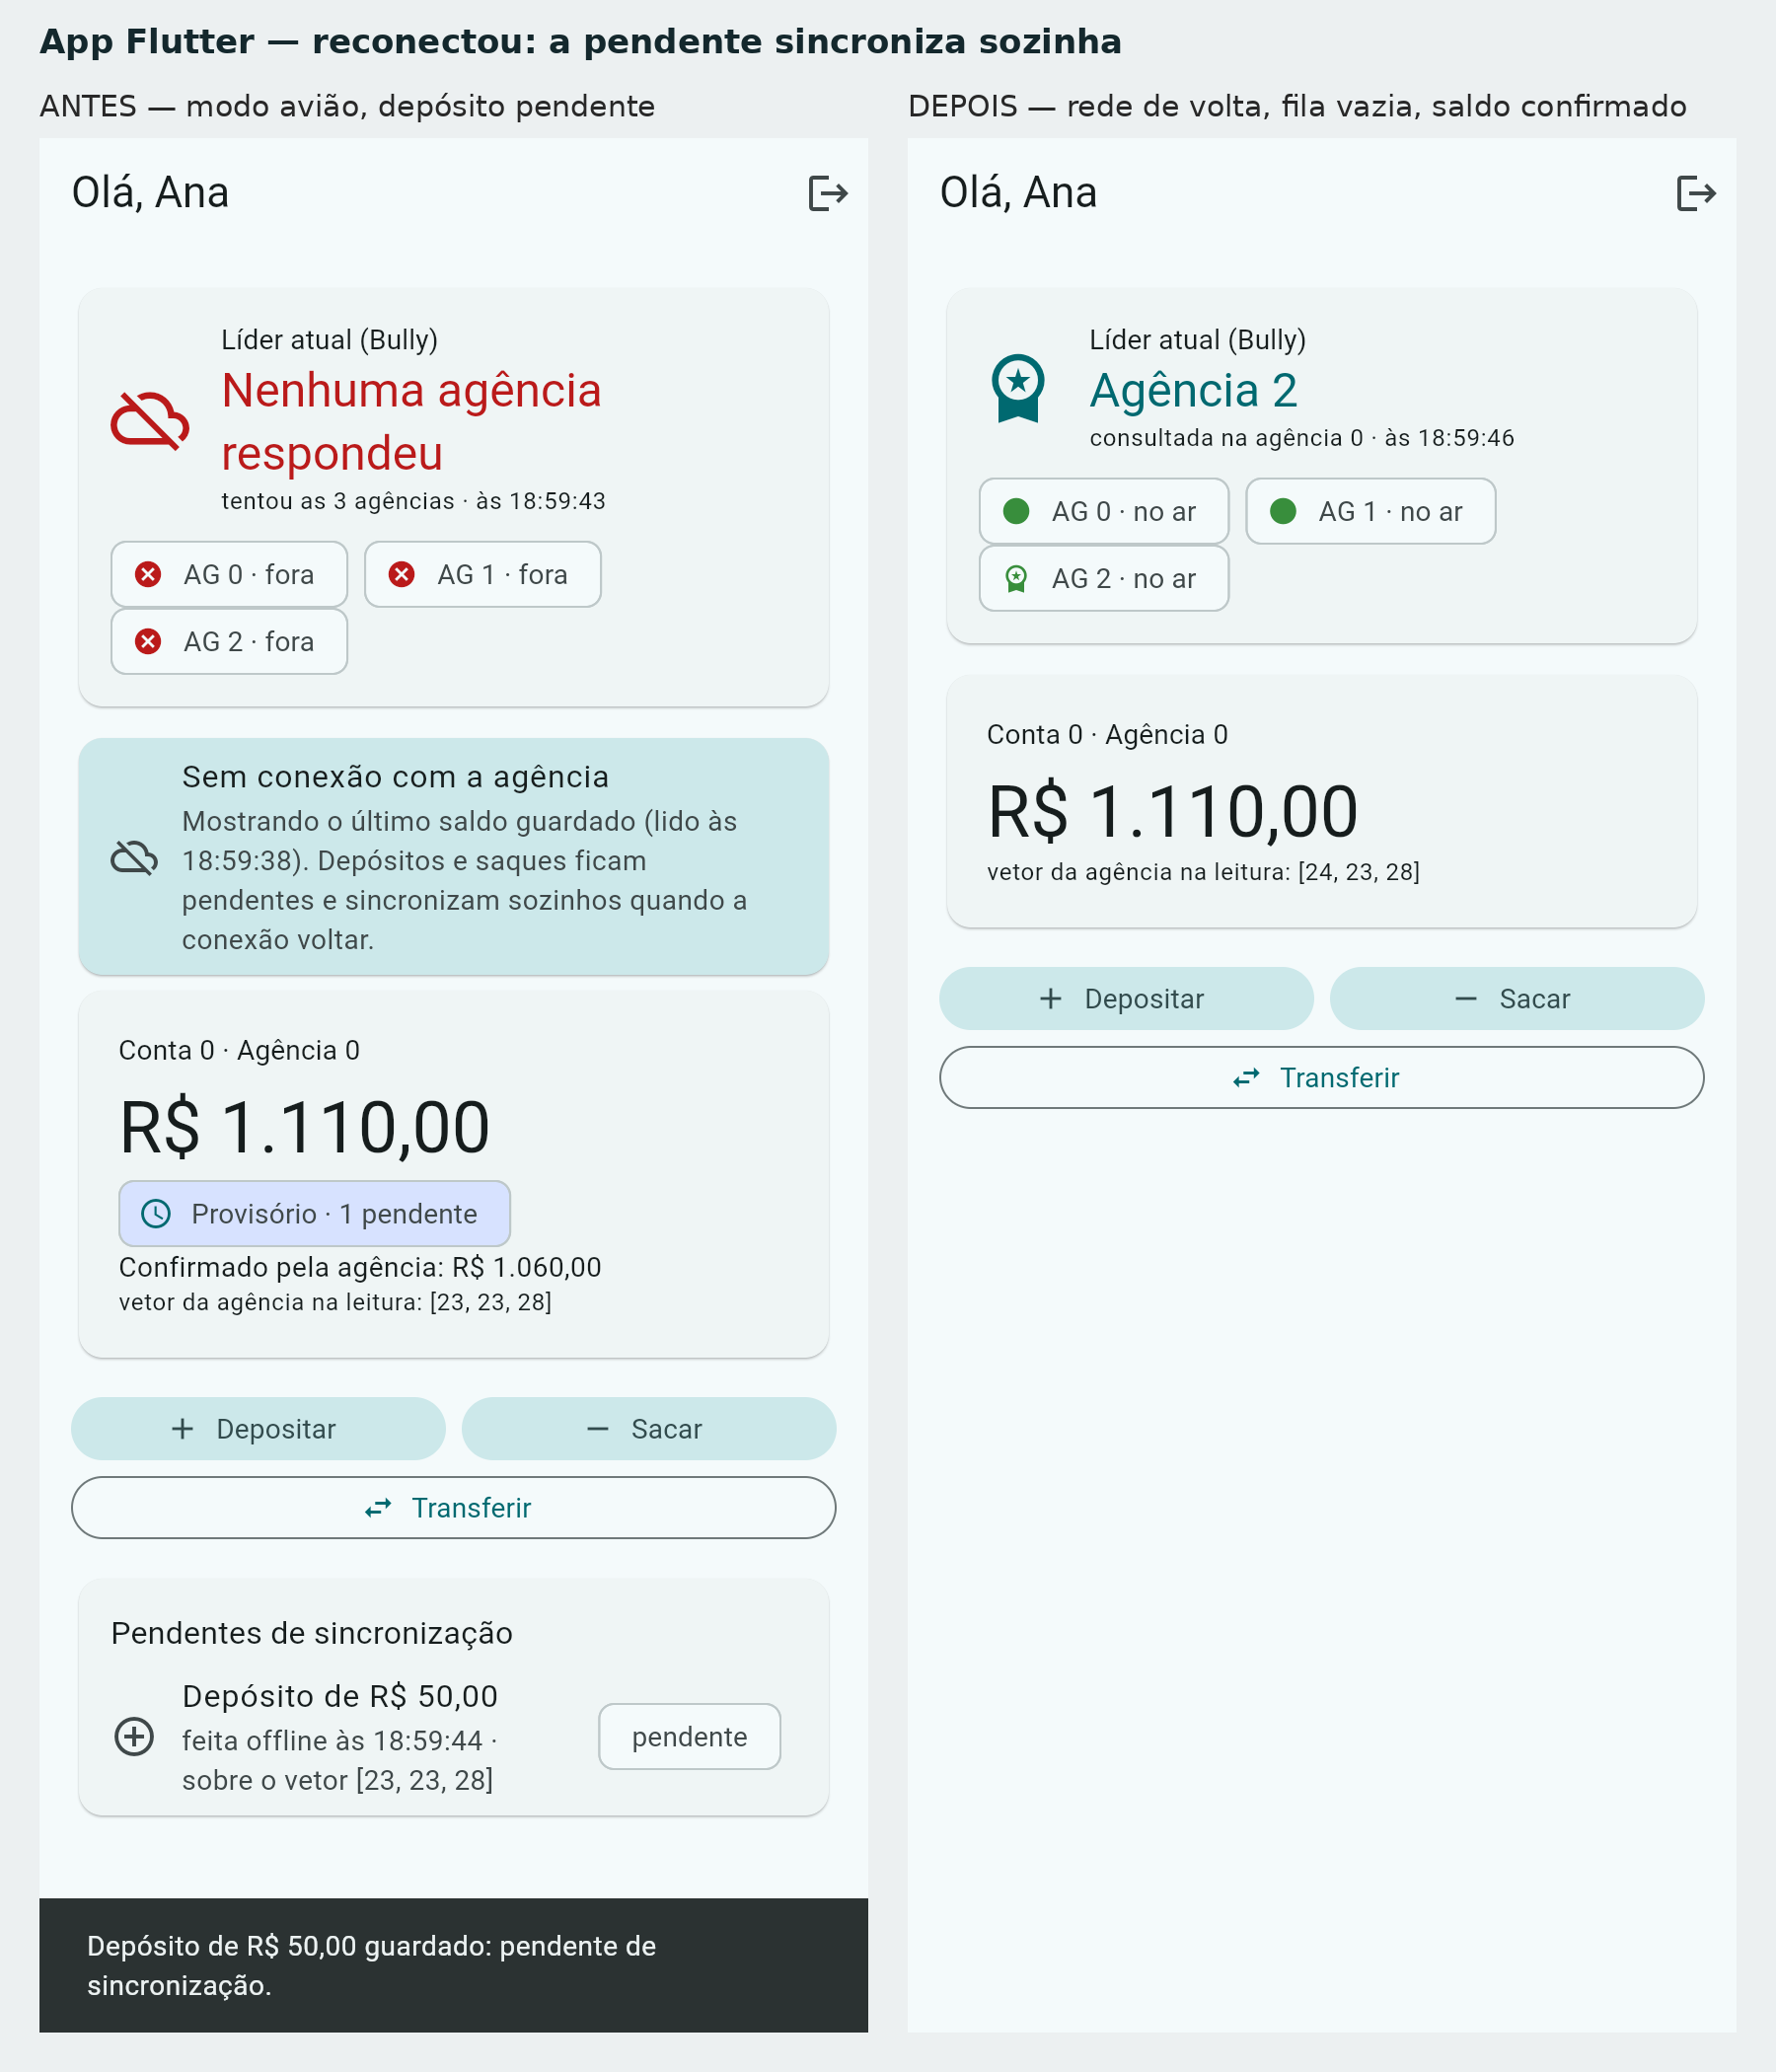 App Flutter — reconectou: a pendente sincroniza sozinha
ANTES — modo avião, depósito pendente
Olá, Ana
Líder atual (Bully)
Nenhuma agência
respondeu
tentou as 3 agências · às 18:59:43
AG 0 · fora
AG 1 · fora
AG 2 · fora
Sem conexão com a agência
Mostrando o último saldo guardado (lido às
18:59:38). Depósitos e saques ficam
pendentes e sincronizam sozinhos quando a
conexão voltar.
Conta 0 · Agência 0
R$ 1.110,00
Provisório · 1 pendente
Confirmado pela agência: R$ 1.060,00
vetor da agência na leitura: [23, 23, 28]
Depositar
Sacar
Transferir
Pendentes de sincronização
Depósito de R$ 50,00
feita offline às 18:59:44 ·
sobre o vetor [23, 23, 28]
pendente
Depósito de R$ 50,00 guardado: pendente de
sincronização.
DEPOIS — rede de volta, fila vazia, saldo confirmado
Olá, Ana
Líder atual (Bully)
Agência 2
consultada na agência 0 · às 18:59:46
AG 0 · no ar
AG 1 · no ar
AG 2 · no ar
Conta 0 · Agência 0
R$ 1.110,00
vetor da agência na leitura: [24, 23, 28]
Depositar
Sacar
Transferir